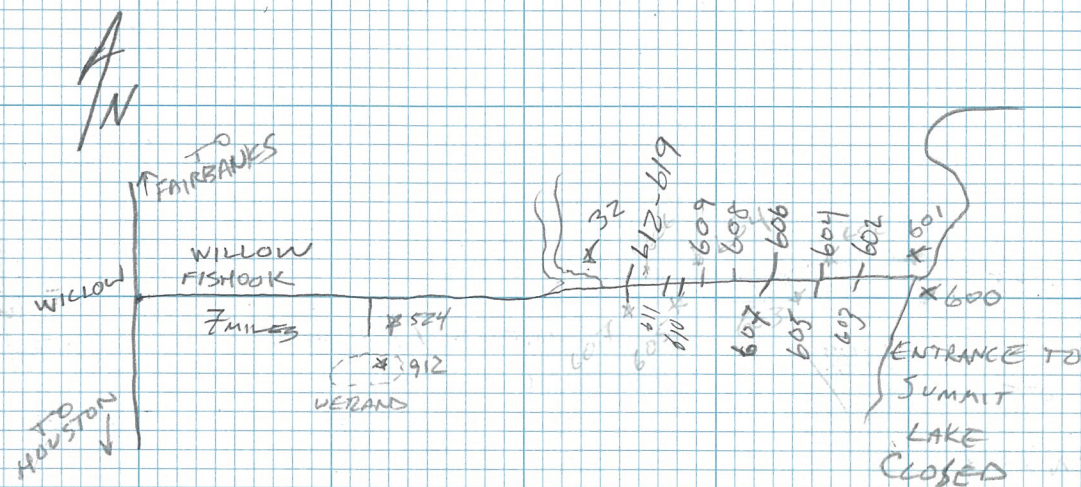 N
TO
FAIRBANKS
WILLOW
WILLOW
FISHOOK
7 MILES
TO
HOUSTON
524
912
WETLAND
32
612-619
611
610
609
608
607
606
605
604
603
602
601
600
ENTRANCE TO
SUMMIT
LAKE
CLOSED